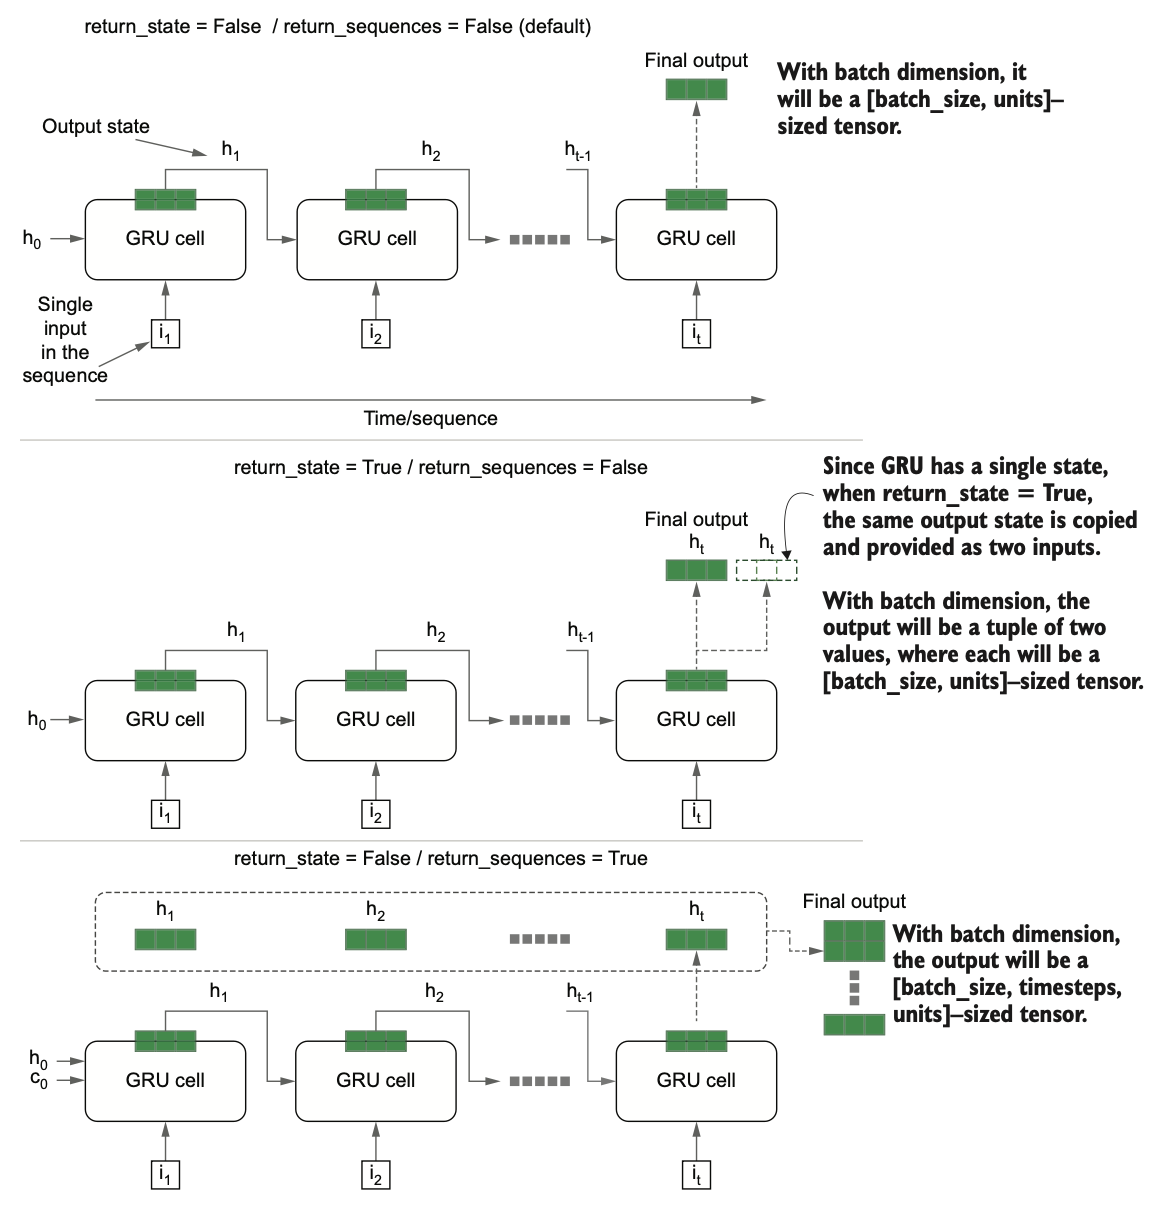 return_state = False / return_sequences = False (default)
Final output
With batch dimension, it
will be a [batch_size, units]–
sized tensor.
Output state
h1
h2
ht-1
h0
GRU cell
GRU cell
GRU cell
Single
input
in the
sequence
i1
i2
it
Time/sequence
return_state = True / return_sequences = False
Since GRU has a single state,
when return_state = True,
the same output state is copied
and provided as two inputs.
Final output
ht
ht
With batch dimension, the
output will be a tuple of two
values, where each will be a
[batch_size, units]–sized tensor.
h1
h2
ht-1
h0
GRU cell
GRU cell
GRU cell
i1
i2
it
return_state = False / return_sequences = True
h1
h2
ht
Final output
With batch dimension,
the output will be a
[batch_size, timesteps,
units]–sized tensor.
h1
h2
ht-1
h0
c0
GRU cell
GRU cell
GRU cell
i1
i2
it